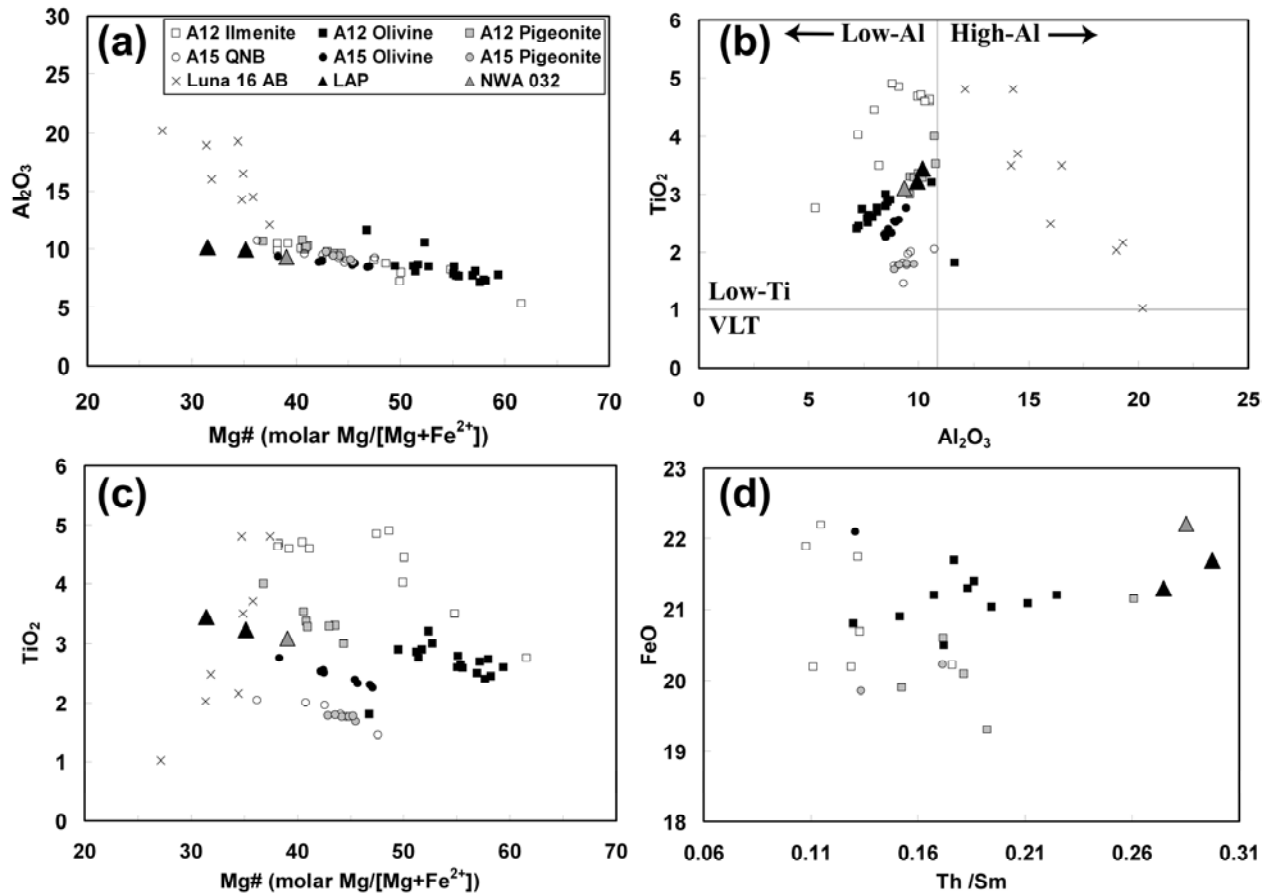 (a)
A12 Ilmenite A12 Olivine A12 Pigeonite
A15 QNB A15 Olivine A15 Pigeonite
Luna 16 AB LAP NWA 032
30
25
20
15
10
5
0
Al₂O₃
20 30 40 50 60 70
Mg# (molar Mg/[Mg+Fe²⁺])
(b)
Low-Al High-Al
6
5
4
3
2
1
0
TiO₂
Low-Ti
VLT
0 5 10 15 20 25
Al₂O₃
(c)
6
5
4
3
2
1
0
TiO₂
20 30 40 50 60 70
Mg# (molar Mg/[Mg+Fe²⁺])
(d)
23
22
21
20
19
18
FeO
0.06 0.11 0.16 0.21 0.26 0.31
Th /Sm